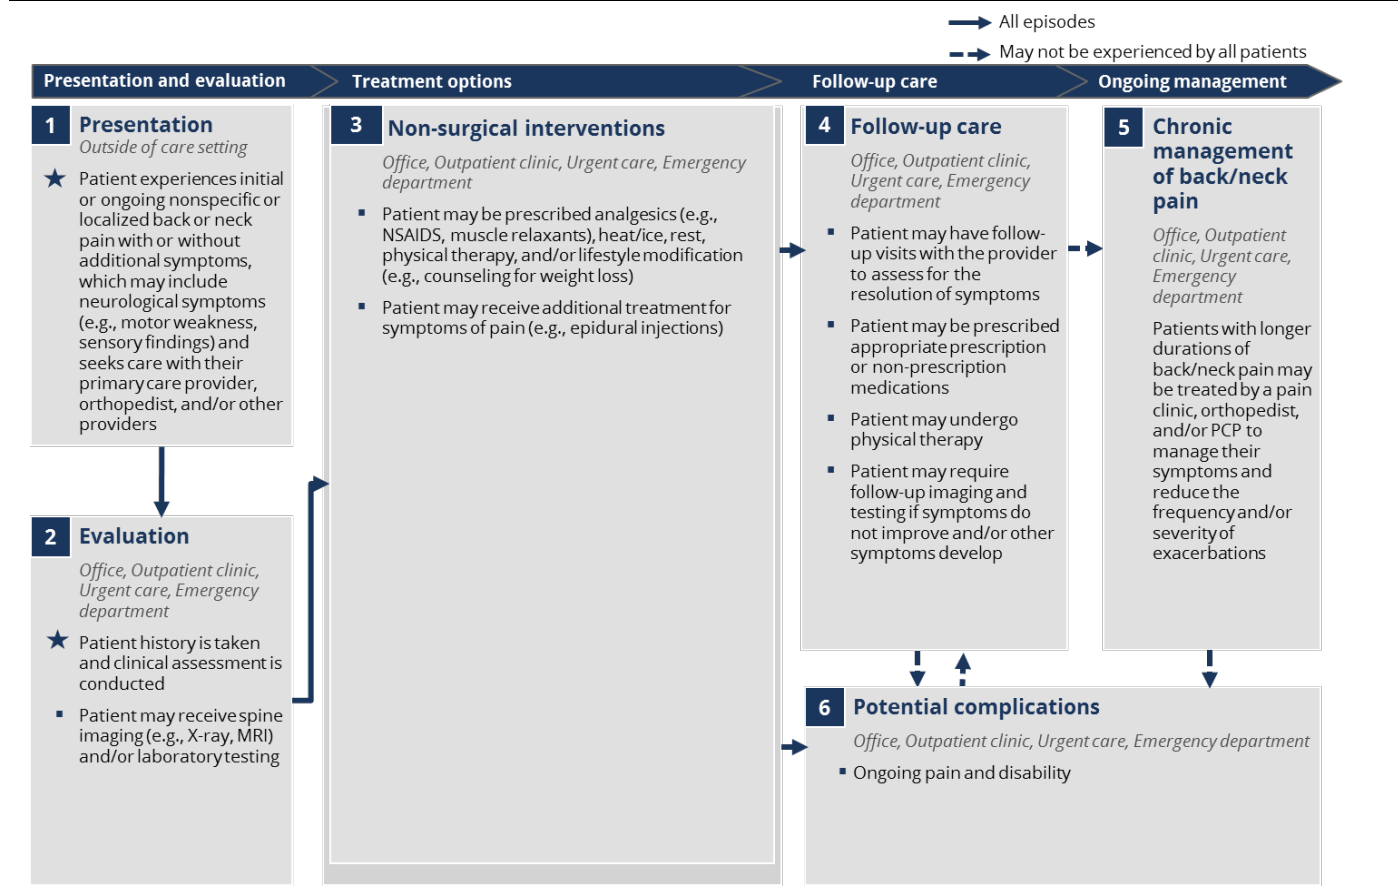 All episodes
May not be experienced by all patients
Presentation and evaluation
Treatment options
Follow-up care
Ongoing management
1
Presentation
Outside of care setting
Patient experiences initial
or ongoing nonspecific or
localized back or neck
pain with or without
additional symptoms,
which may include
neurological symptoms
(e.g., motor weakness,
sensory findings) and
seeks care with their
primary care provider,
orthopedist, and/or other
providers
2
Evaluation
Office, Outpatient clinic,
Urgent care, Emergency
department
Patient history is taken
and clinical assessment is
conducted
Patient may receive spine
imaging (e.g., X-ray, MRI)
and/or laboratory testing
3
Non-surgical interventions
Office, Outpatient clinic, Urgent care, Emergency
department
Patient may be prescribed analgesics (e.g.,
NSAIDS, muscle relaxants), heat/ice, rest,
physical therapy, and/or lifestyle modification
(e.g., counseling for weight loss)
Patient may receive additional treatment for
symptoms of pain (e.g., epidural injections)
4
Follow-up care
Office, Outpatient clinic,
Urgent care, Emergency
department
Patient may have follow-
up visits with the provider
to assess for the
resolution of symptoms
Patient may be prescribed
appropriate prescription
or non-prescription
medications
Patient may undergo
physical therapy
Patient may require
follow-up imaging and
testing if symptoms do
not improve and/or other
symptoms develop
5
Chronic
management
of back/neck
pain
Office, Outpatient
clinic, Urgent care,
Emergency
department
Patients with longer
durations of
back/neck pain may
be treated by a pain
clinic, orthopedist,
and/or PCP to
manage their
symptoms and
reduce the
frequency and/or
severity of
exacerbations
6
Potential complications
Office, Outpatient clinic, Urgent care, Emergency department
Ongoing pain and disability